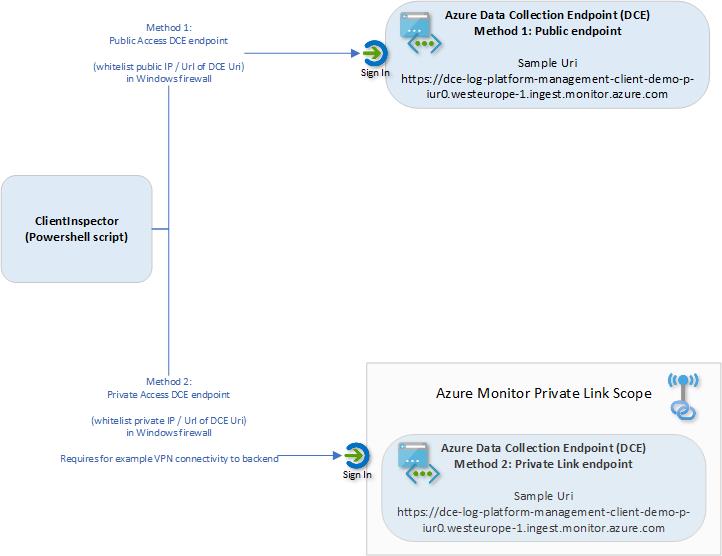 Method 1:
Public Access DCE endpoint
(whitelist public IP / Url of DCE Uri)
in Windows firewall
Sign In
Azure Data Collection Endpoint (DCE)
Method 1: Public endpoint
Sample Uri
https://dce-log-platform-management-client-demo-p-
iur0.westeurope-1.ingest.monitor.azure.com
ClientInspector
(Powershell script)
Method 2:
Private Access DCE endpoint
(whitelist private IP / Url of DCE Uri)
in Windows firewall
Requires for example VPN connectivity to backend
Sign In
Azure Monitor Private Link Scope
Azure Data Collection Endpoint (DCE)
Method 2: Private Link endpoint
Sample Uri
https://dce-log-platform-management-client-demo-p-
iur0.westeurope-1.ingest.monitor.azure.com